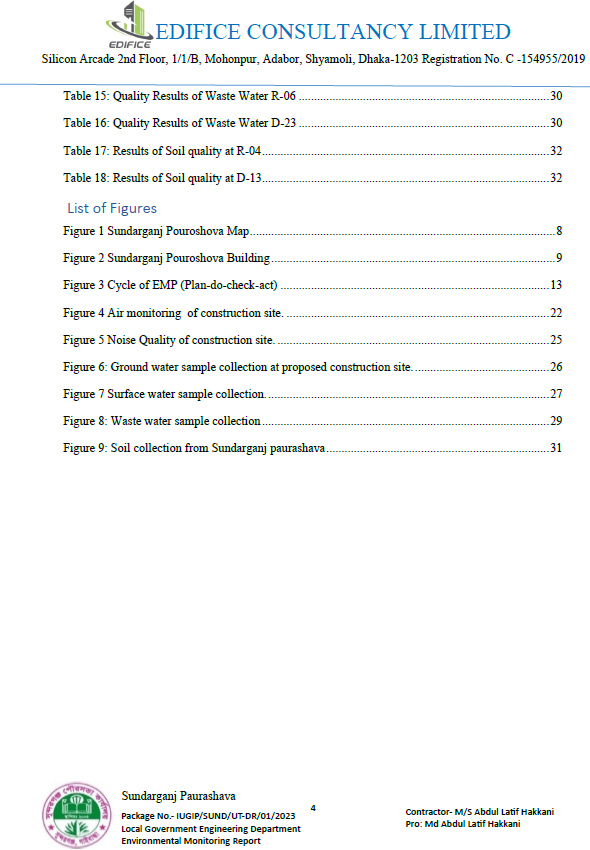 EDIFICE
EDIFICE CONSULTANCY LIMITED
Silicon Arcade 2nd Floor, 1/1/B, Mohonpur, Adabor, Shyamoli, Dhaka-1203 Registration No. C -154955/2019
Table 15: Quality Results of Waste Water R-06 ....................30
Table 16: Quality Results of Waste Water D-23 ....................30
Table 17: Results of Soil quality at R-04....................32
Table 18: Results of Soil quality at D-13....................32
List of Figures
Figure 1 Sundarganj Pouroshova Map....................8
Figure 2 Sundarganj Pouroshova Building....................9
Figure 3 Cycle of EMP (Plan-do-check-act) ....................13
Figure 4 Air monitoring  of construction site. ....................22
Figure 5 Noise Quality of construction site. ....................25
Figure 6: Ground water sample collection at proposed construction site. ....................26
Figure 7 Surface water sample collection. ....................27
Figure 8: Waste water sample collection....................29
Figure 9: Soil collection from Sundarganj paurashava....................31
Sundarganj Paurashava
Package No.- IUGIP/SUND/UT-DR/01/2023
Local Government Engineering Department
Environmental Monitoring Report
4
Contractor- M/S Abdul Latif Hakkani
Pro: Md Abdul Latif Hakkani